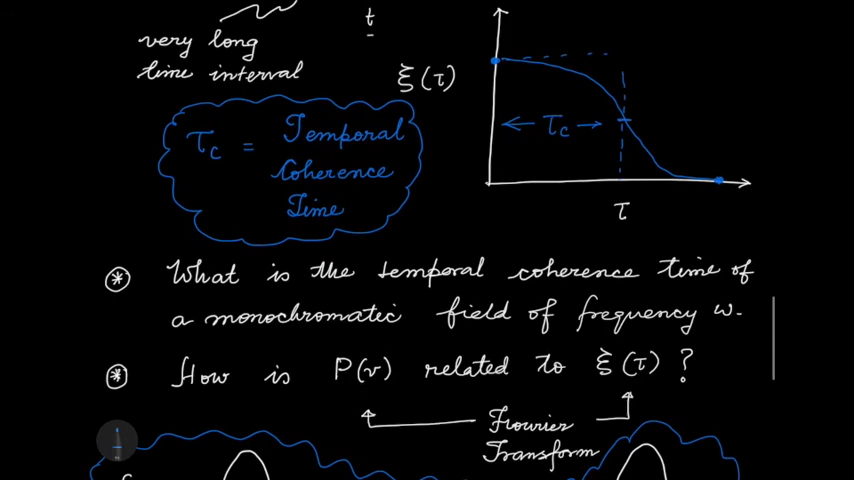 very long
time interval
t
ξ(τ)
τc
τ
τc = Temporal
Coherence
Time
* What is the temporal coherence time of
a monochromatic field of frequency ω.
* How is P(ν) related to ξ(τ) ?
Fourier
Transform